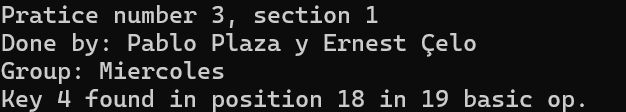 Pratice number 3, section 1
Done by: Pablo Plaza y Ernest Çelo
Group: Miercoles
Key 4 found in position 18 in 19 basic op.